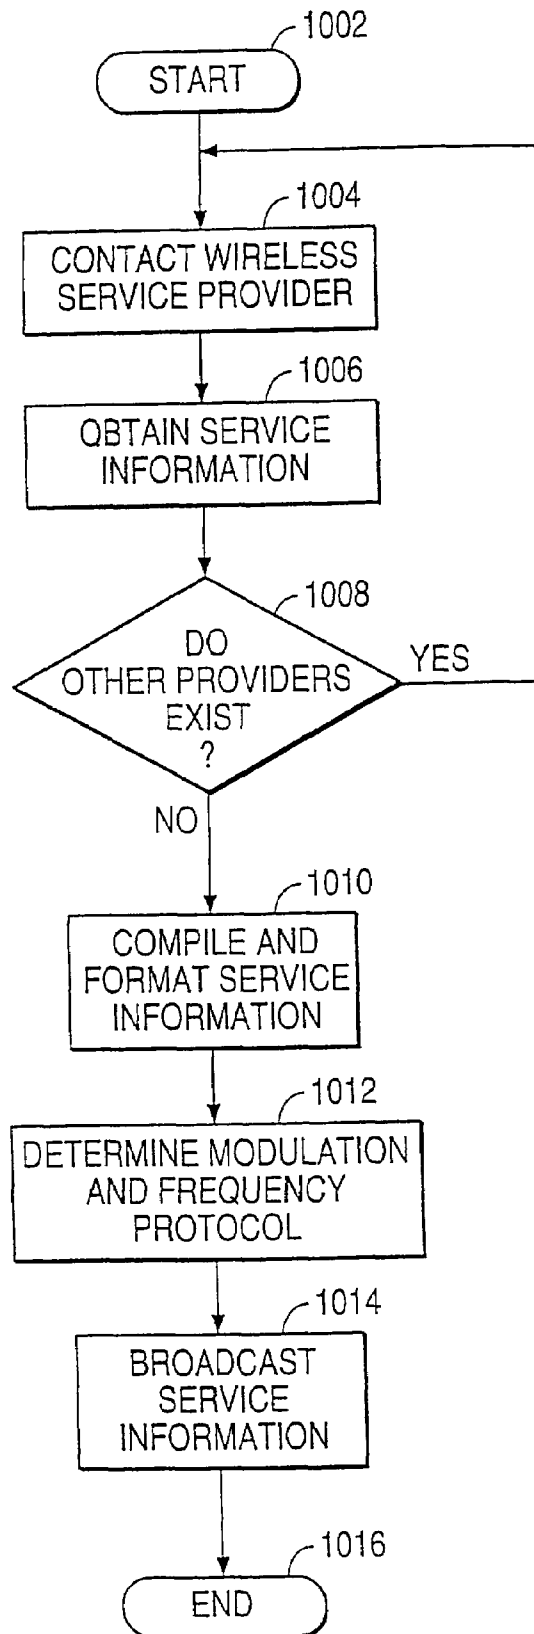 1002
START
1004
CONTACT WIRELESS
SERVICE PROVIDER
1006
QBTAIN SERVICE
INFORMATION
1008
DO
OTHER PROVIDERS
EXIST
?
YES
NO
1010
COMPILE AND
FORMAT SERVICE
INFORMATION
1012
DETERMINE MODULATION
AND FREQUENCY
PROTOCOL
1014
BROADCAST
SERVICE
INFORMATION
1016
END